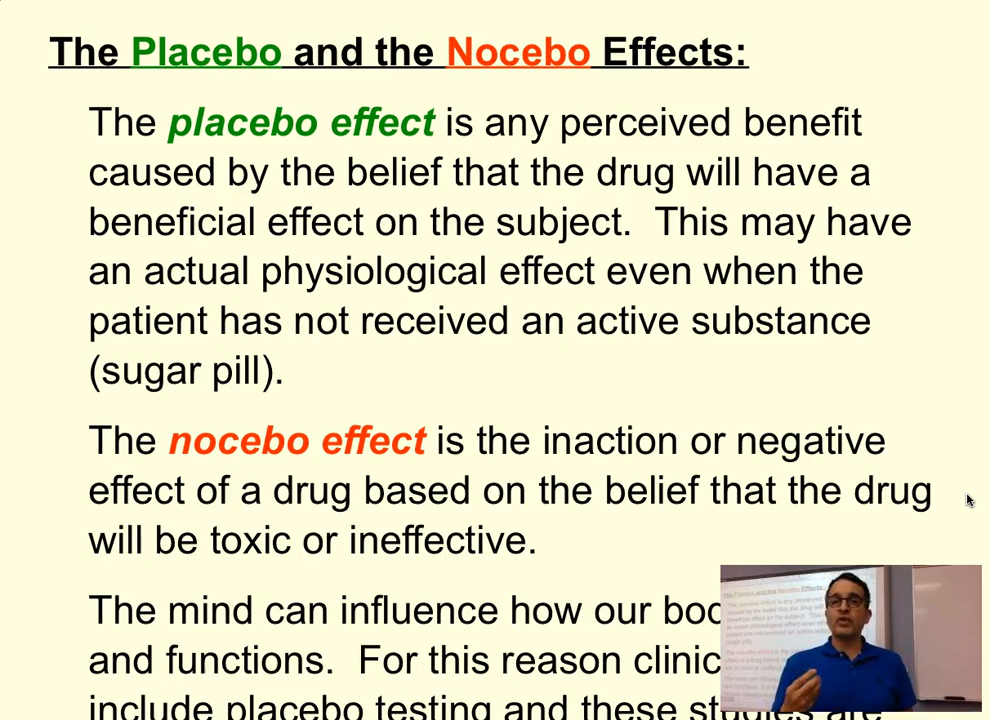 The Placebo and the Nocebo Effects:
The placebo effect is any perceived benefit
caused by the belief that the drug will have a
beneficial effect on the subject.  This may have
an actual physiological effect even when the
patient has not received an active substance
(sugar pill).
The nocebo effect is the inaction or negative
effect of a drug based on the belief that the drug
will be toxic or ineffective.
The mind can influence how our
and functions.  For this reason
include placebo testing and these studies are